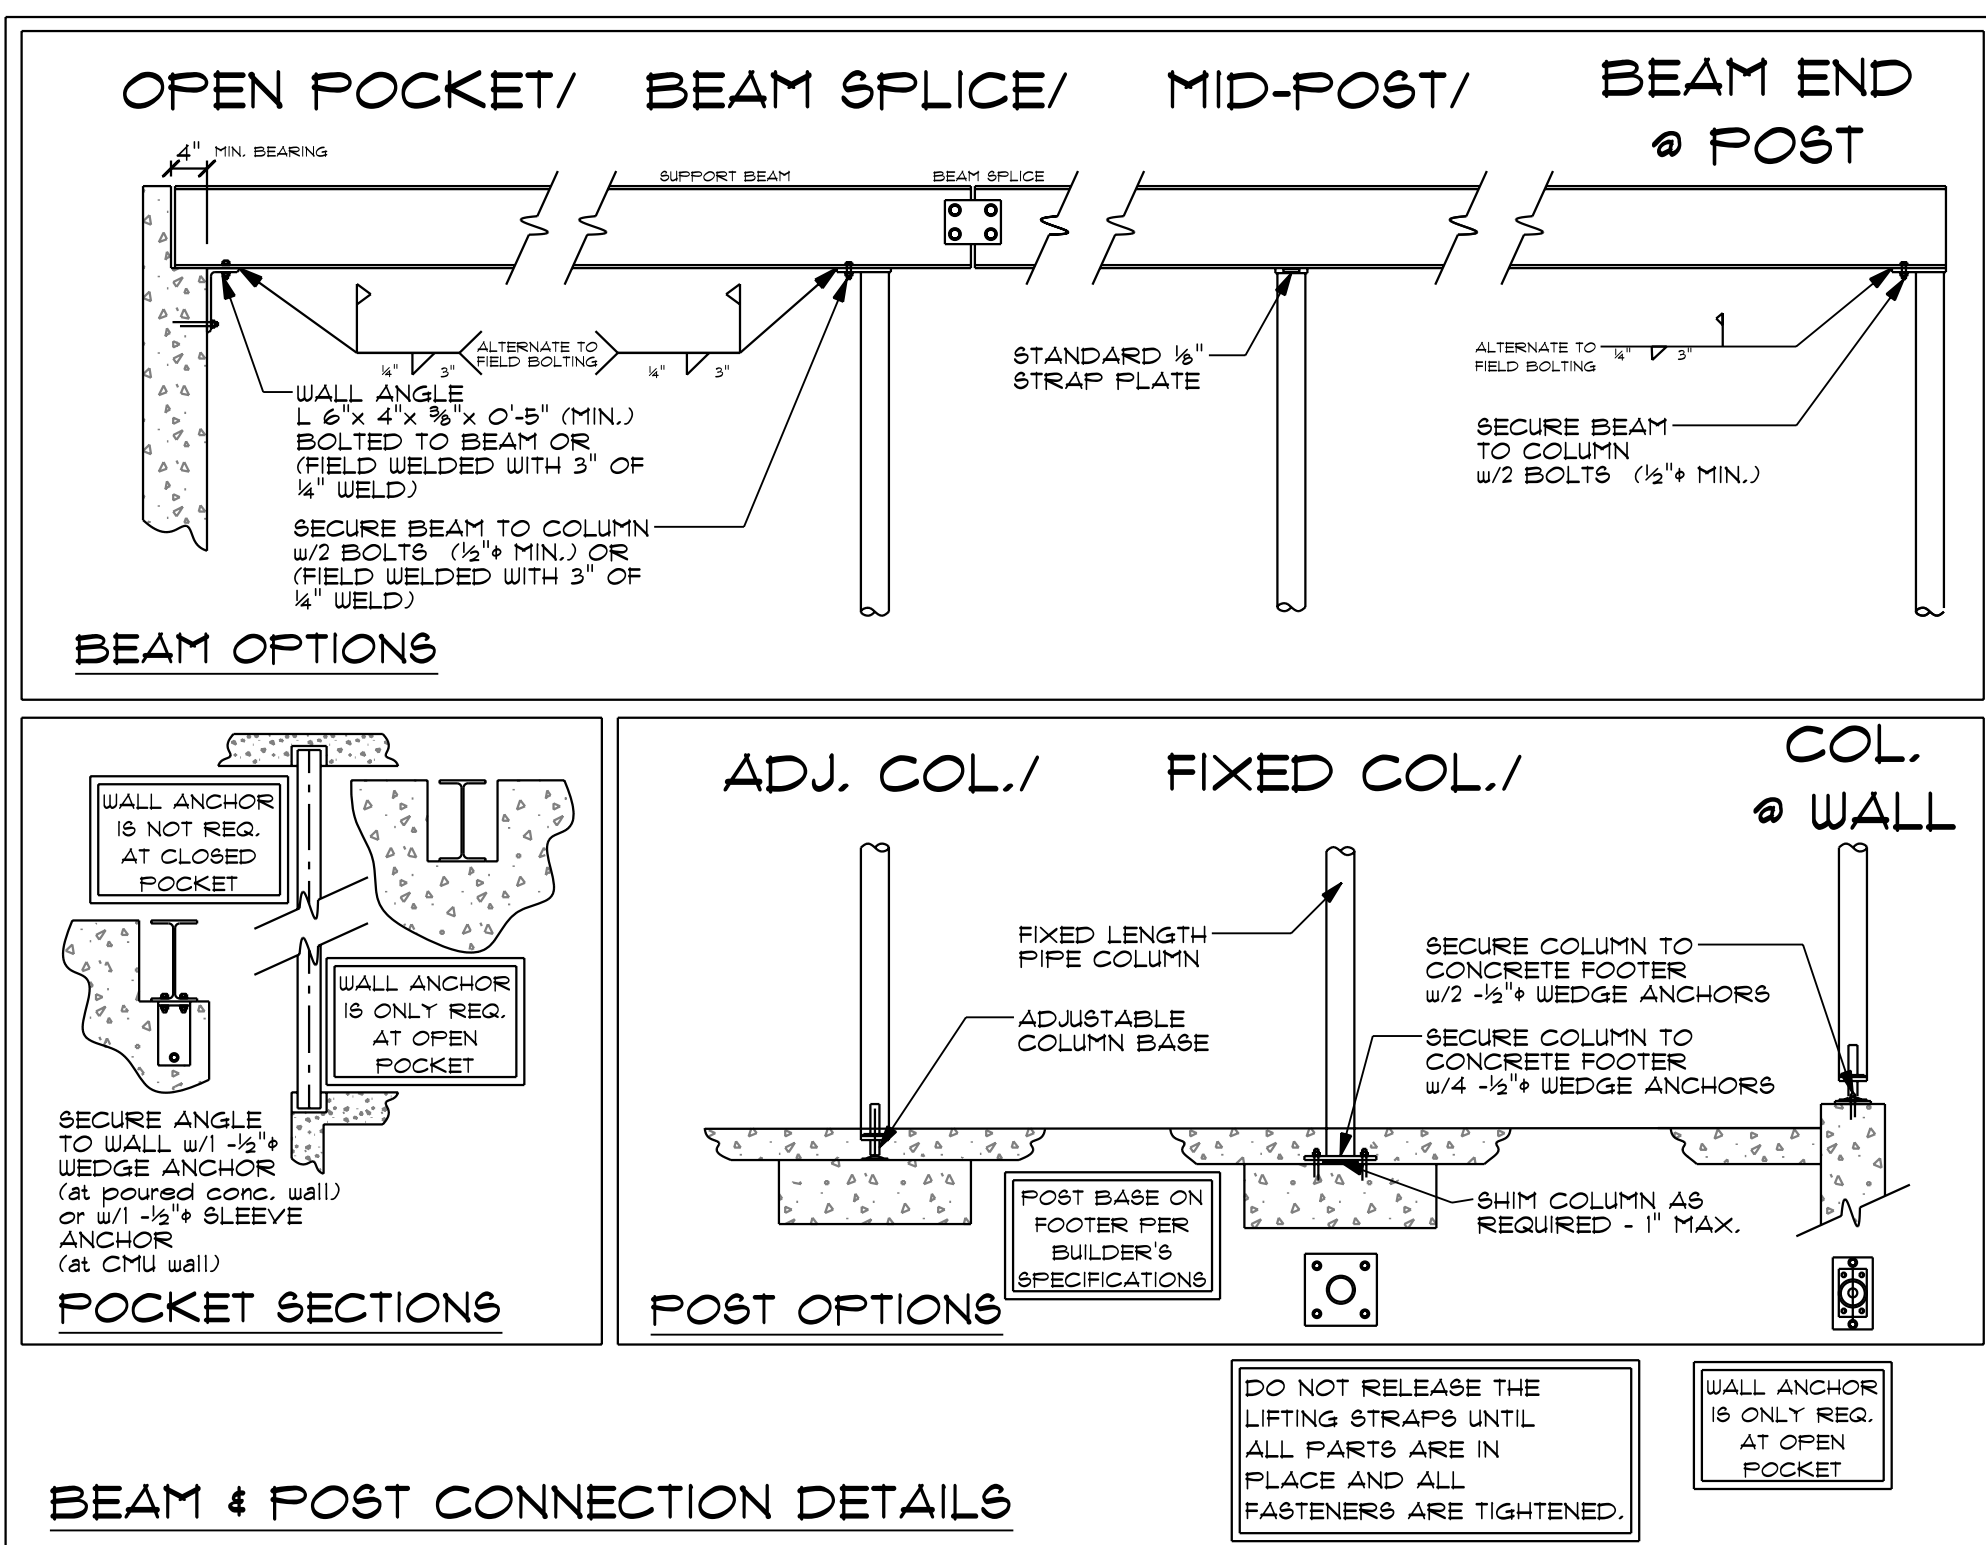 OPEN POCKET/ BEAM SPLICE/ MID-POST/ BEAM END
@ POST
4" MIN. BEARING
SUPPORT BEAM
BEAM SPLICE
ALTERNATE TO
FIELD BOLTING
1/4" 3"
1/4" 3"
WALL ANGLE
L 6"x 4"x 3/8"x 0'-5" (MIN.)
BOLTED TO BEAM OR
(FIELD WELDED WITH 3" OF
1/4" WELD)
SECURE BEAM TO COLUMN
w/2 BOLTS (1/2"φ MIN.) OR
(FIELD WELDED WITH 3" OF
1/4" WELD)
STANDARD 1/8"
STRAP PLATE
ALTERNATE TO
FIELD BOLTING
1/4" 3"
SECURE BEAM
TO COLUMN
w/2 BOLTS (1/2"φ MIN.)
BEAM OPTIONS
WALL ANCHOR
IS NOT REQ.
AT CLOSED
POCKET
WALL ANCHOR
IS ONLY REQ.
AT OPEN
POCKET
SECURE ANGLE
TO WALL w/1 -1/2"φ
WEDGE ANCHOR
(at poured conc. wall)
or w/1 -1/2"φ SLEEVE
ANCHOR
(at CMU wall)
POCKET SECTIONS
ADJ. COL./ FIXED COL./ COL.
@ WALL
FIXED LENGTH
PIPE COLUMN
ADJUSTABLE
COLUMN BASE
SECURE COLUMN TO
CONCRETE FOOTER
w/2 -1/2"φ WEDGE ANCHORS
SECURE COLUMN TO
CONCRETE FOOTER
w/4 -1/2"φ WEDGE ANCHORS
POST BASE ON
FOOTER PER
BUILDER'S
SPECIFICATIONS
SHIM COLUMN AS
REQUIRED - 1" MAX.
POST OPTIONS
DO NOT RELEASE THE
LIFTING STRAPS UNTIL
ALL PARTS ARE IN
PLACE AND ALL
FASTENERS ARE TIGHTENED.
WALL ANCHOR
IS ONLY REQ.
AT OPEN
POCKET
BEAM & POST CONNECTION DETAILS